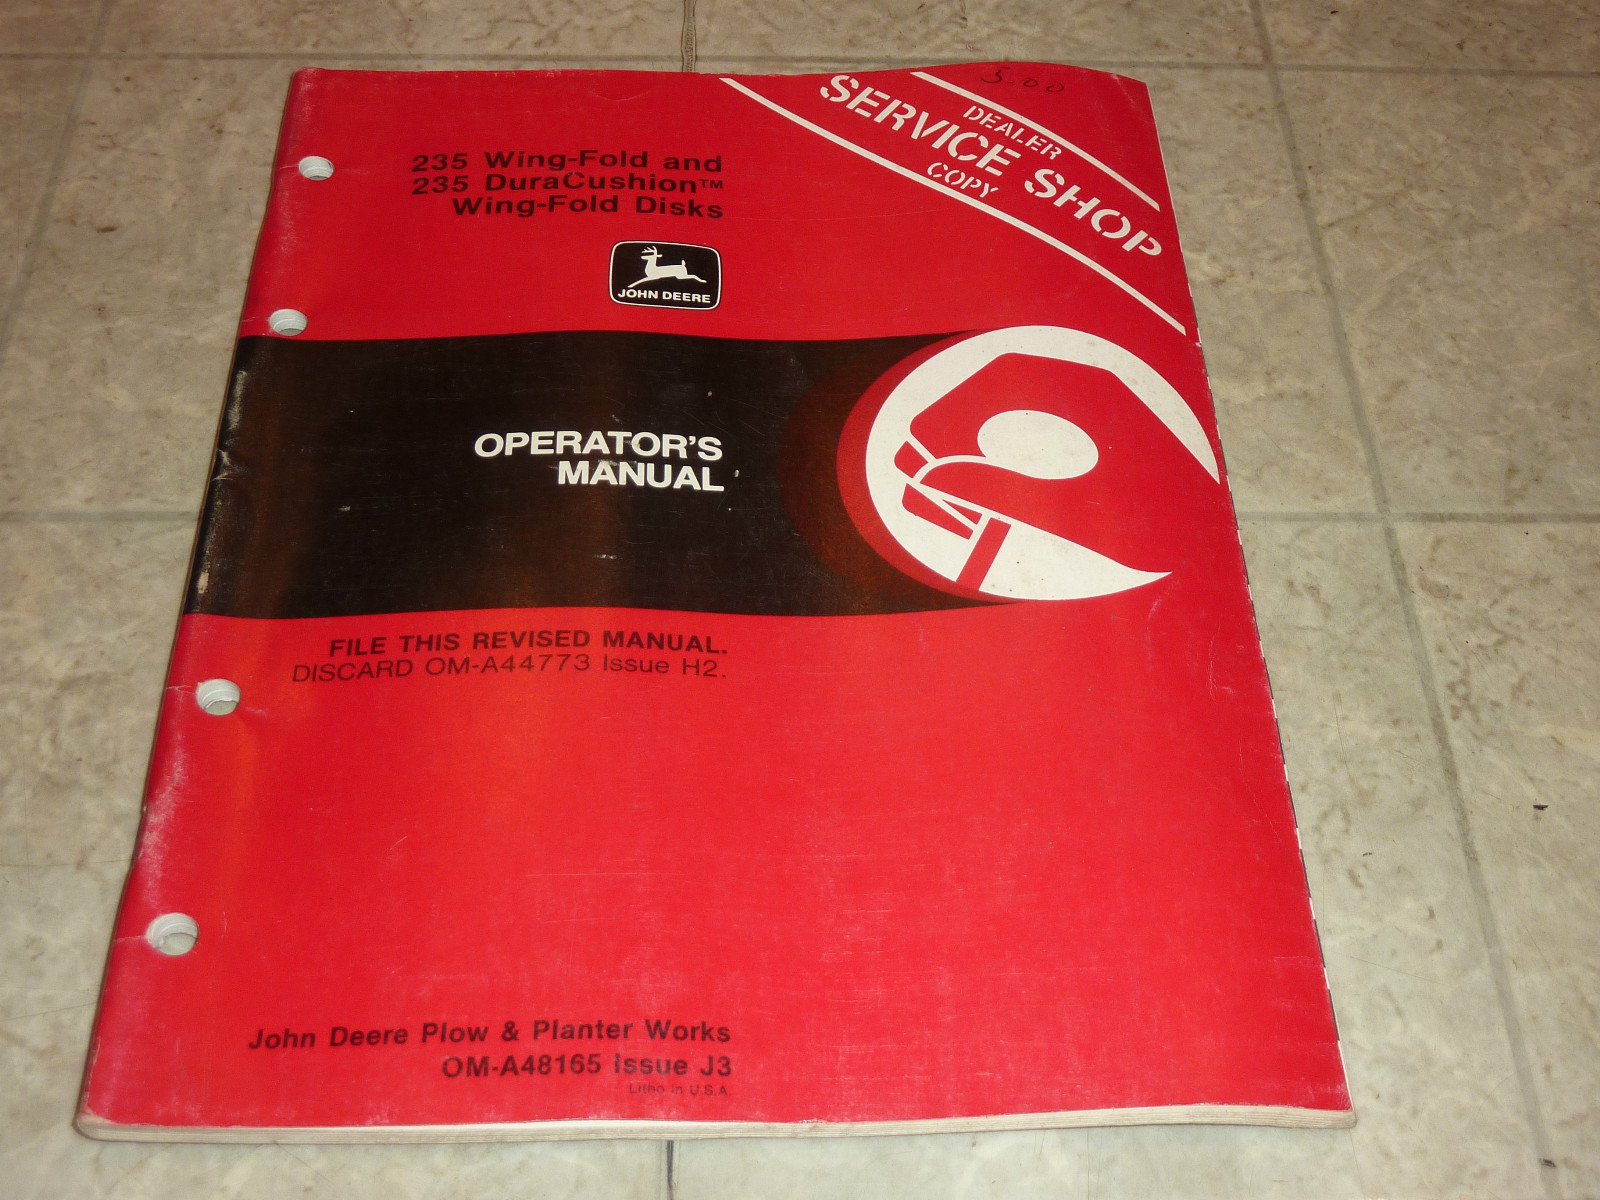 5.00
DEALER
SERVICE SHOP
COPY
235 Wing-Fold and
235 DuraCushion™
Wing-Fold Disks
JOHN DEERE
OPERATOR'S
MANUAL
FILE THIS REVISED MANUAL.
DISCARD OM-A44773 Issue H2.
John Deere Plow & Planter Works
OM-A48165 Issue J3
Litho in U.S.A.